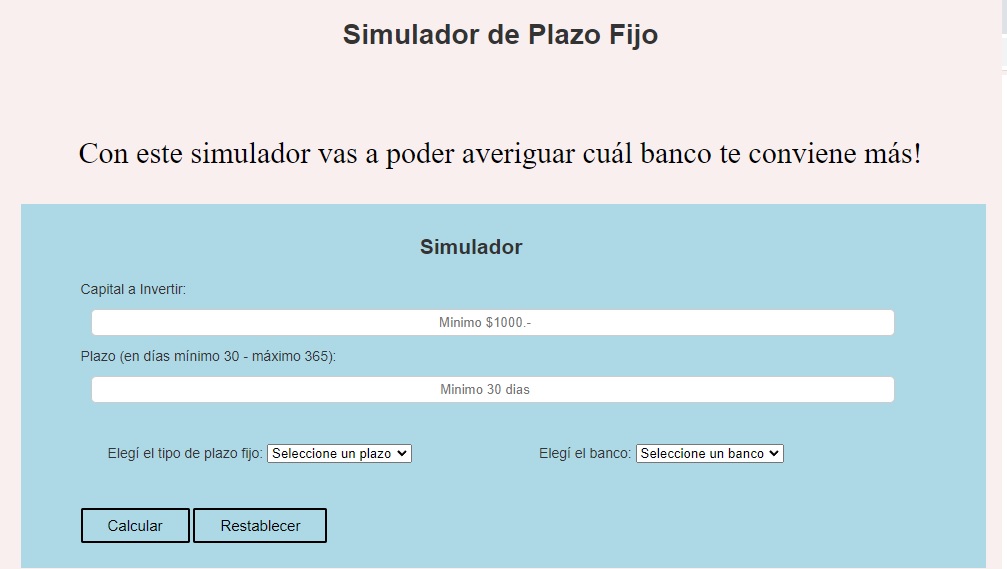 Simulador de Plazo Fijo
Con este simulador vas a poder averiguar cuál banco te conviene más!
Simulador
Capital a Invertir:
Minimo $1000.-
Plazo (en días mínimo 30 - máximo 365):
Minimo 30 dias
Elegí el tipo de plazo fijo: Seleccione un plazo Elegí el banco: Seleccione un banco
Calcular Restablecer